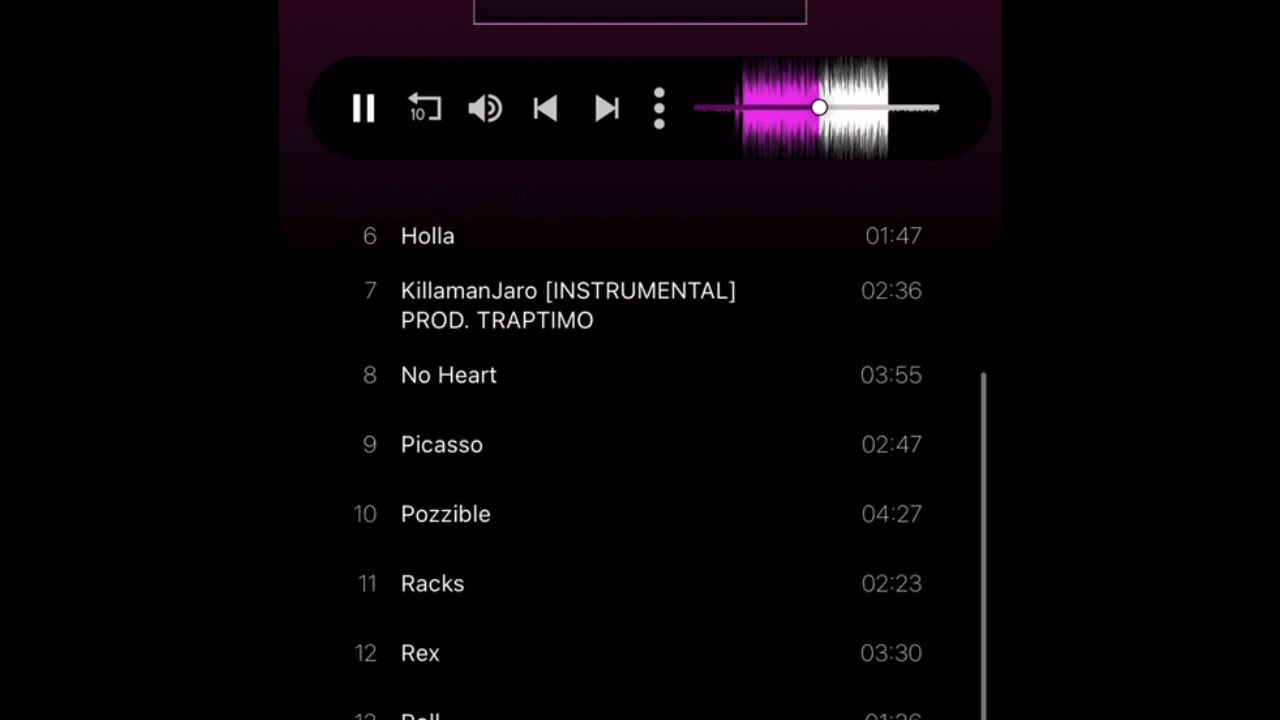 10
6 Holla 01:47
7 KillamanJaro [INSTRUMENTAL] 02:36
PROD. TRAPTIMO
8 No Heart 03:55
9 Picasso 02:47
10 Pozzible 04:27
11 Racks 02:23
12 Rex 03:30